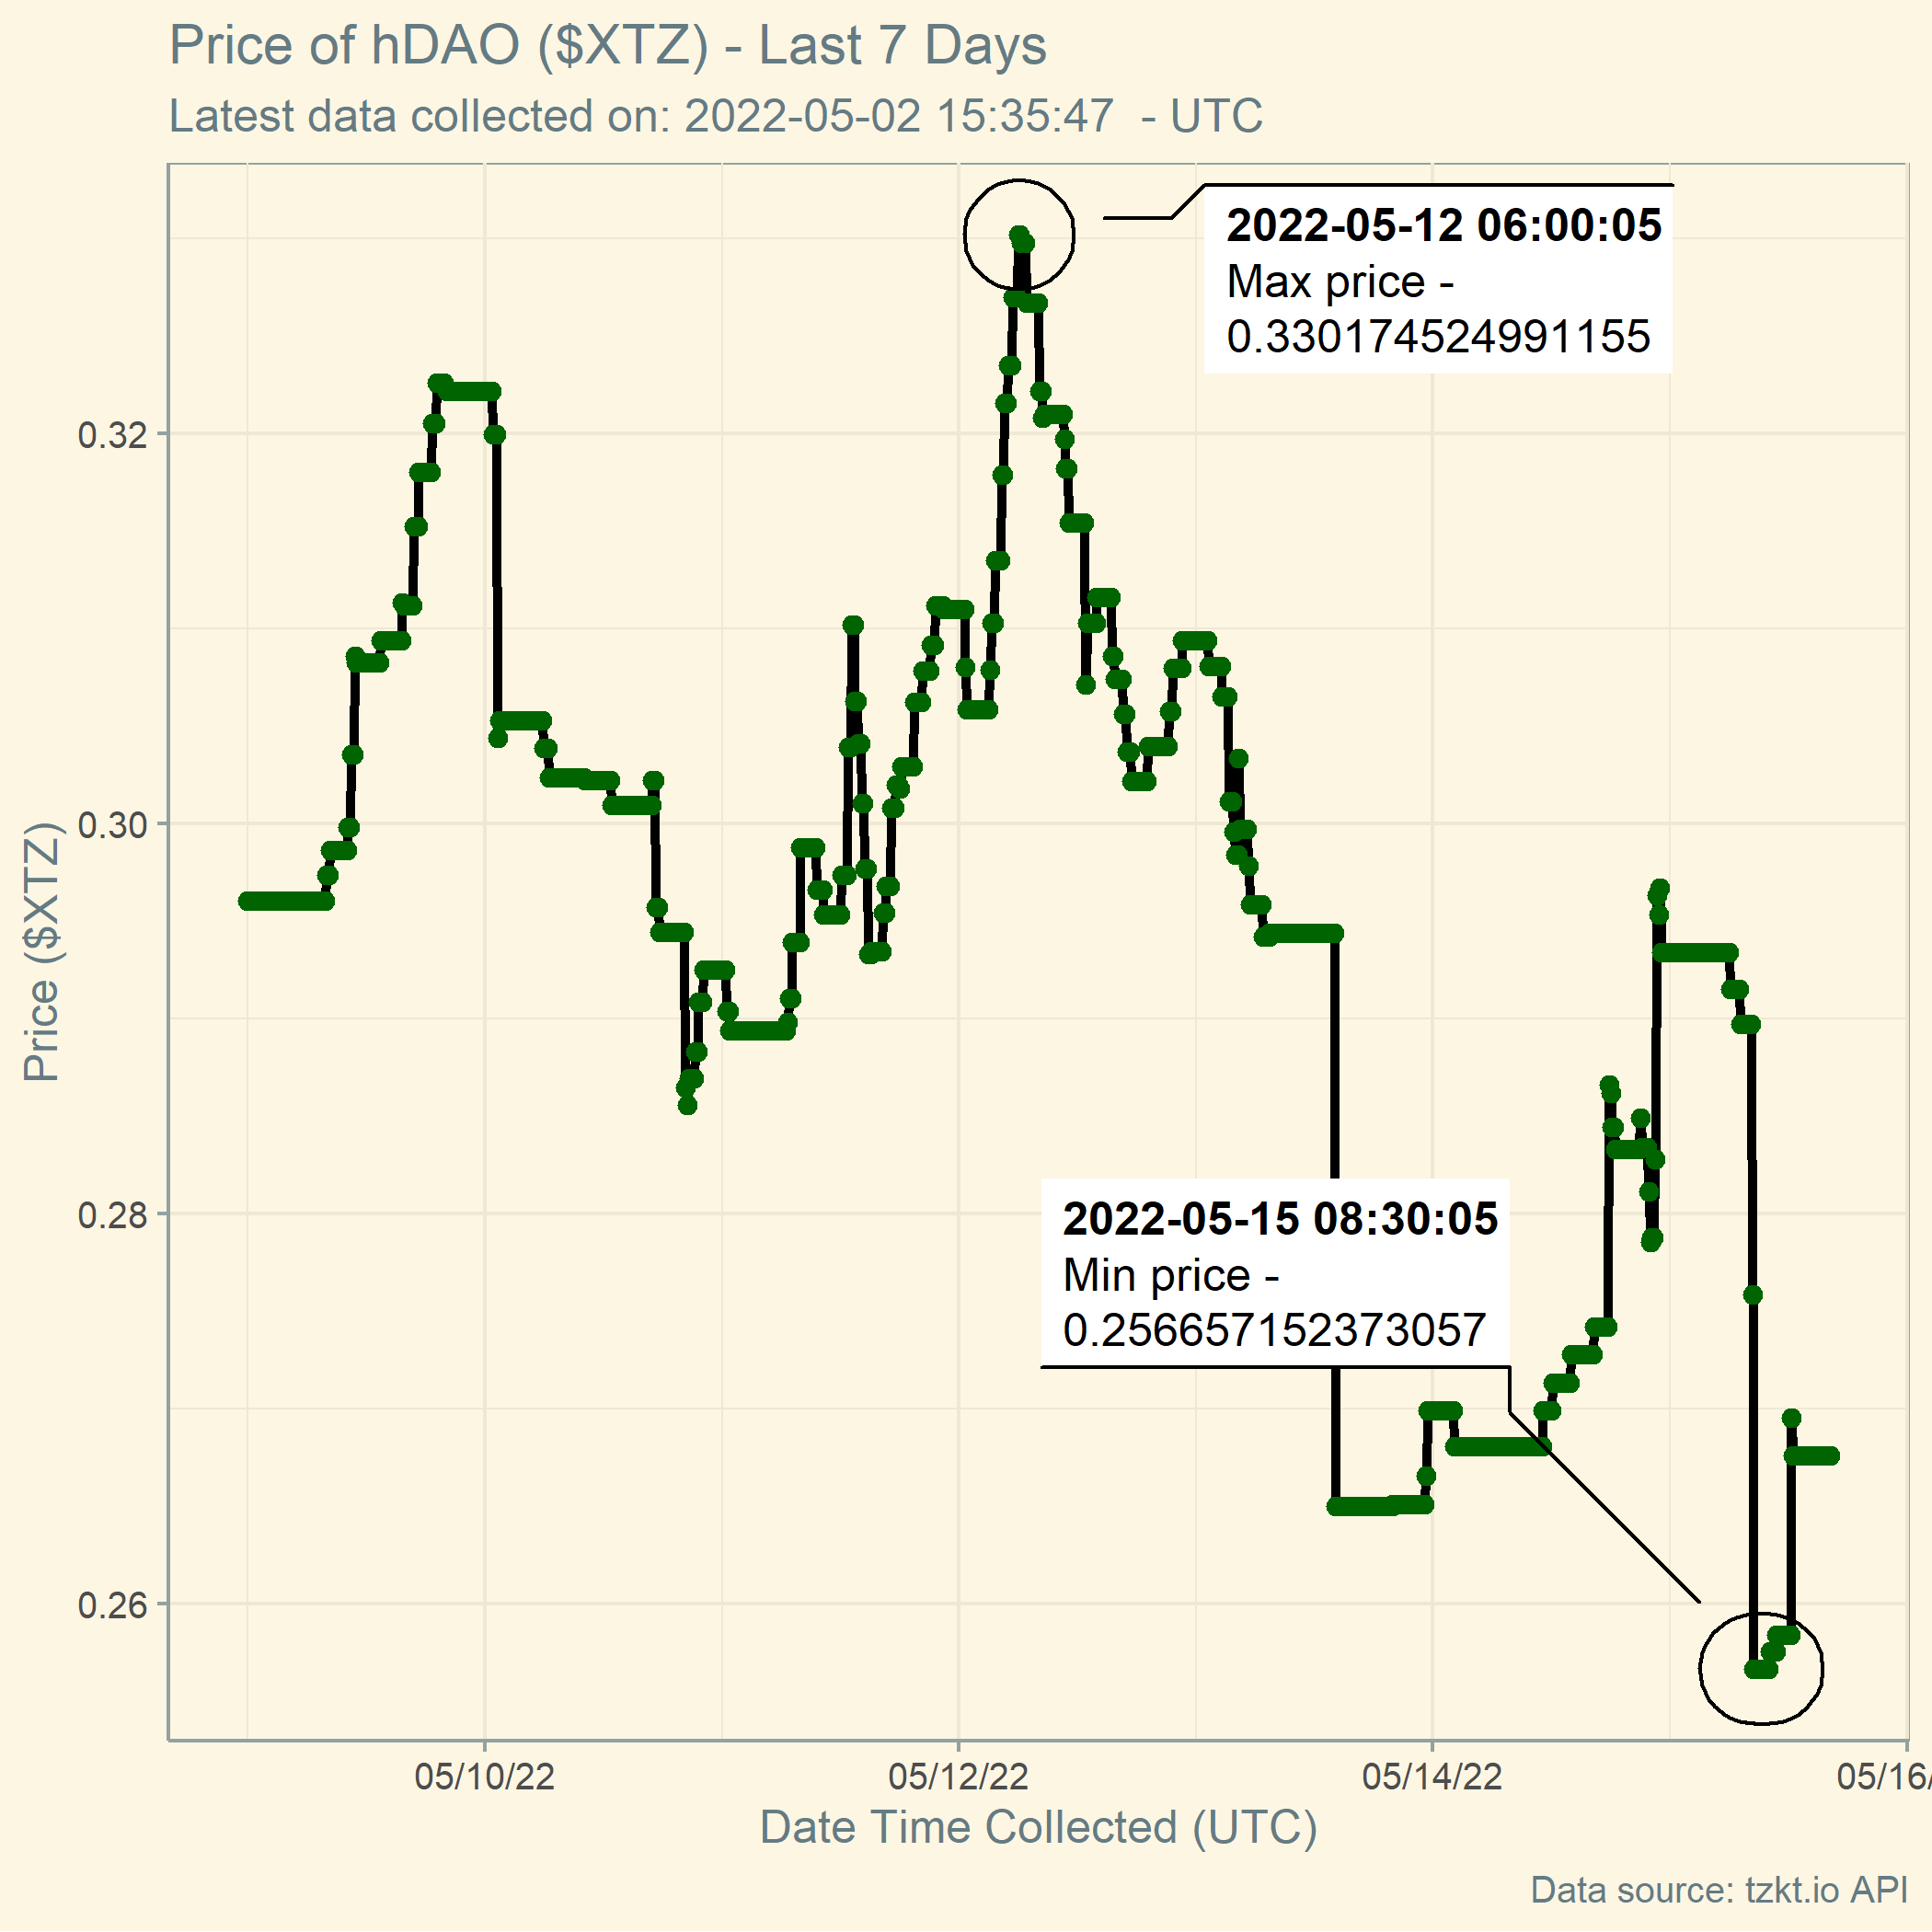 Price of hDAO ($XTZ) - Last 7 Days
Latest data collected on: 2022-05-02 15:35:47  - UTC
2022-05-12 06:00:05
Max price -
0.330174524991155
0.32
0.30
0.28
0.26
Price ($XTZ)
2022-05-15 08:30:05
Min price -
0.256657152373057
05/10/22
05/12/22
05/14/22
05/16/
Date Time Collected (UTC)
Data source: tzkt.io API